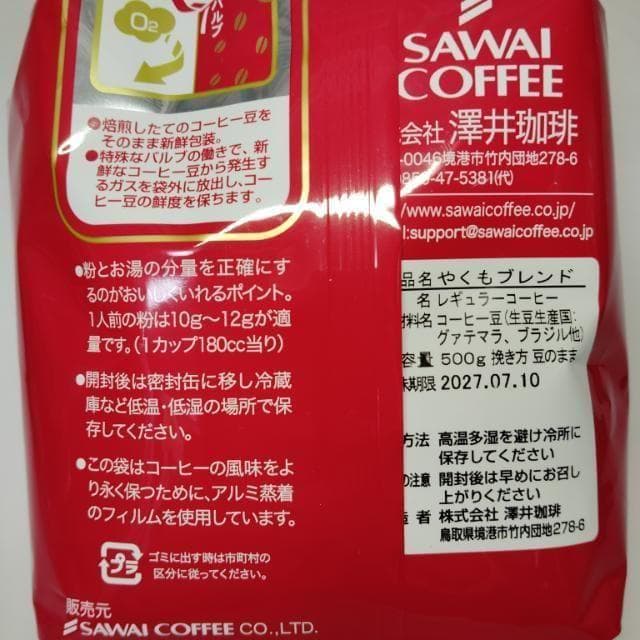 O2
バルブ
●焙煎したてのコーヒー豆を
そのまま新鮮包装。
●特殊なバルブの働きで、新
鮮なコーヒー豆から発生す
るガスを袋外に放出し、コー
ヒー豆の鮮度を保ちます。
●粉とお湯の分量を正確にす
るのがおいしくいれるポイント。
1人前の粉は10g〜12gが適
量です。(1カップ180cc当り)
●開封後は密封缶に移し冷蔵
庫など低温・低湿の場所で保
存してください。
●この袋はコーヒーの風味をよ
り永く保つために、アルミ蒸着
のフィルムを使用しています。
プラ
ゴミに出す時は市町村の
区分に従ってください。
販売元
SAWAI COFFEE CO.,LTD.
SAWAI
COFFEE
会社 澤井珈琲
-0046境港市竹内団地278-6
859-47-5381(代)
/www.sawaicoffee.co.jp/
l:support@sawaicoffee.co.jp
品名 やくもブレンド
名 レギュラーコーヒー
材料名 コーヒー豆(生豆生産国:
グァテマラ、ブラジル他)
容量 500g 挽き方 豆のまま
味期限 2027.07.10
方法 高温多湿を避け冷所に
保存してください
の注意 開封後は早めにお召し
上がりください
造者 株式会社 澤井珈琲
鳥取県境港市竹内団地278-6